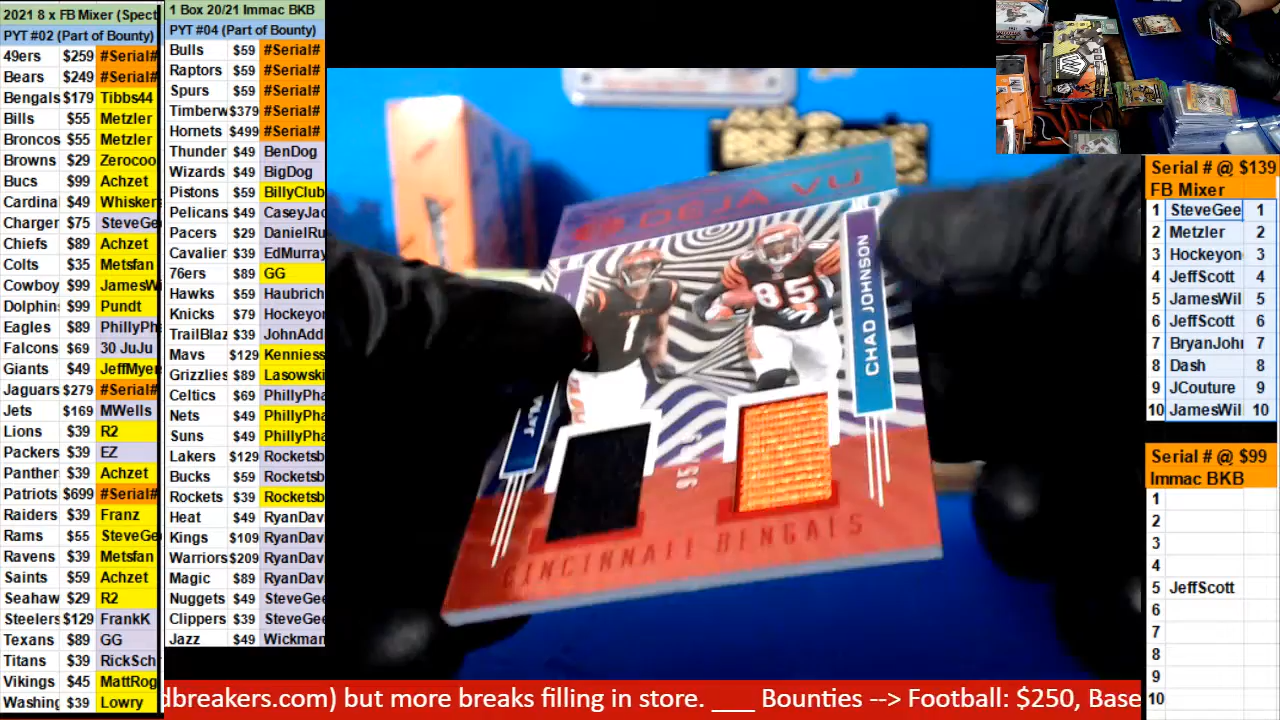 2021 8 x FB Mixer (Spect
PYT #02 (Part of Bounty)
49ers $259 #Serial#
Bears $249 #Serial#
Bengals $179 Tibbs44
Bills $55 Metzler
Broncos $55 Metzler
Browns $29 Zerocoo
Bucs $99 Achzet
Cardina $49 Whisker
Charger $75 SteveGe
Chiefs $89 Achzet
Colts $35 Metsfan
Cowboy $99 JamesWi
Dolphin $99 Pundt
Eagles $89 PhillyPh
Falcons $69 30 JuJu
Giants $49 JeffMyer
Jaguars $279 #Serial#
Jets $169 MWells
Lions $39 R2
Packers $39 EZ
Panther $39 Achzet
Patriots $699 #Serial#
Raiders $39 Franz
Rams $55 SteveGe
Ravens $39 Metsfan
Saints $59 Achzet
Seahaw $29 R2
Steelers $129 FrankK
Texans $89 GG
Titans $39 RickSch
Vikings $45 MattRog
Washing $39 Lowry
1 Box 20/21 Immac BKB
PYT #04 (Part of Bounty)
Bulls $59 #Serial#
Raptors $59 #Serial#
Spurs $59 #Serial#
Timberw $379 #Serial#
Hornets $499 #Serial#
Thunder $49 BenDog
Wizards $49 BigDog
Pistons $59 BillyClub
Pelicans $49 CaseyJac
Pacers $29 DanielRu
Cavalier $39 EdMurray
76ers $89 GG
Hawks $59 Haubrich
Knicks $79 Hockeyor
TrailBlaz $39 JohnAdd
Mavs $129 Kenniess
Grizzlies $89 Lasowski
Celtics $69 PhillyPha
Nets $49 PhillyPha
Suns $49 PhillyPha
Lakers $129 Rocketsb
Bucks $59 Rocketsb
Rockets $39 Rocketsb
Heat $49 RyanDav
Kings $109 RyanDav
Warriors $209 RyanDav
Magic $89 RyanDav
Nuggets $49 SteveGee
Clippers $39 SteveGee
Jazz $49 Wickman
DEJA VU
85
1
CHAD JOHNSON
JA'M
CINCINNATI BENGALS
Serial # @ $139
FB Mixer
1 SteveGee 1
2 Metzler 2
3 Hockeyon 3
4 JeffScott 4
5 JamesWil 5
6 JeffScott 6
7 BryanJohn 7
8 Dash 8
9 JCouture 9
10 JamesWil 10
Serial # @ $99
Immac BKB
1
2
3
4
5 JeffScott
6
7
8
9
10
dbreakers.com) but more breaks filling in store. ___ Bounties --> Football: $250, Base